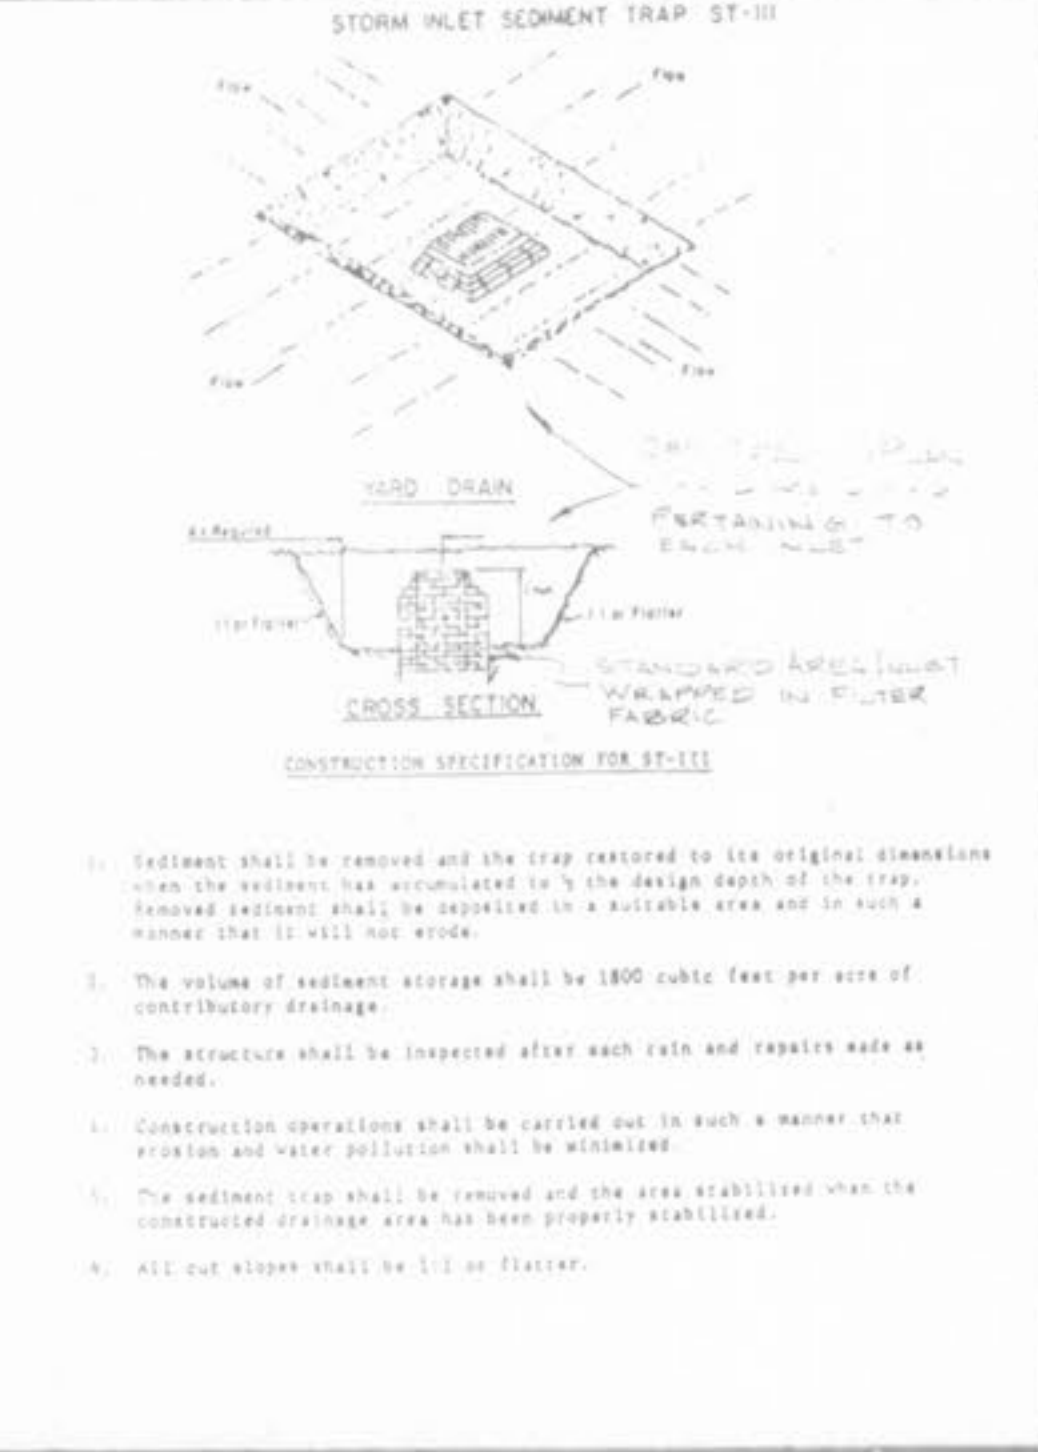 STORM INLET SEDIMENT TRAP ST-III
Flow
Flow
Flow
Flow
YARD DRAIN
PERTAINING TO
EACH INLET
As Required
1:1 or Flatter
1:1 or Flatter
STANDARD AREA INLET
WRAPPED IN FILTER
FABRIC
CROSS SECTION
CONSTRUCTION SPECIFICATION FOR ST-III
1. Sediment shall be removed and the trap restored to its original dimensions
when the sediment has accumulated to ½ the design depth of the trap.
Removed sediment shall be deposited in a suitable area and in such a
manner that it will not erode.
2. The volume of sediment storage shall be 1800 cubic feet per acre of
contributory drainage.
3. The structure shall be inspected after each rain and repairs made as
needed.
4. Construction operations shall be carried out in such a manner that
erosion and water pollution shall be minimized.
5. The sediment trap shall be removed and the area stabilized when the
constructed drainage area has been properly stabilized.
6. All cut slopes shall be 1:1 or flatter.